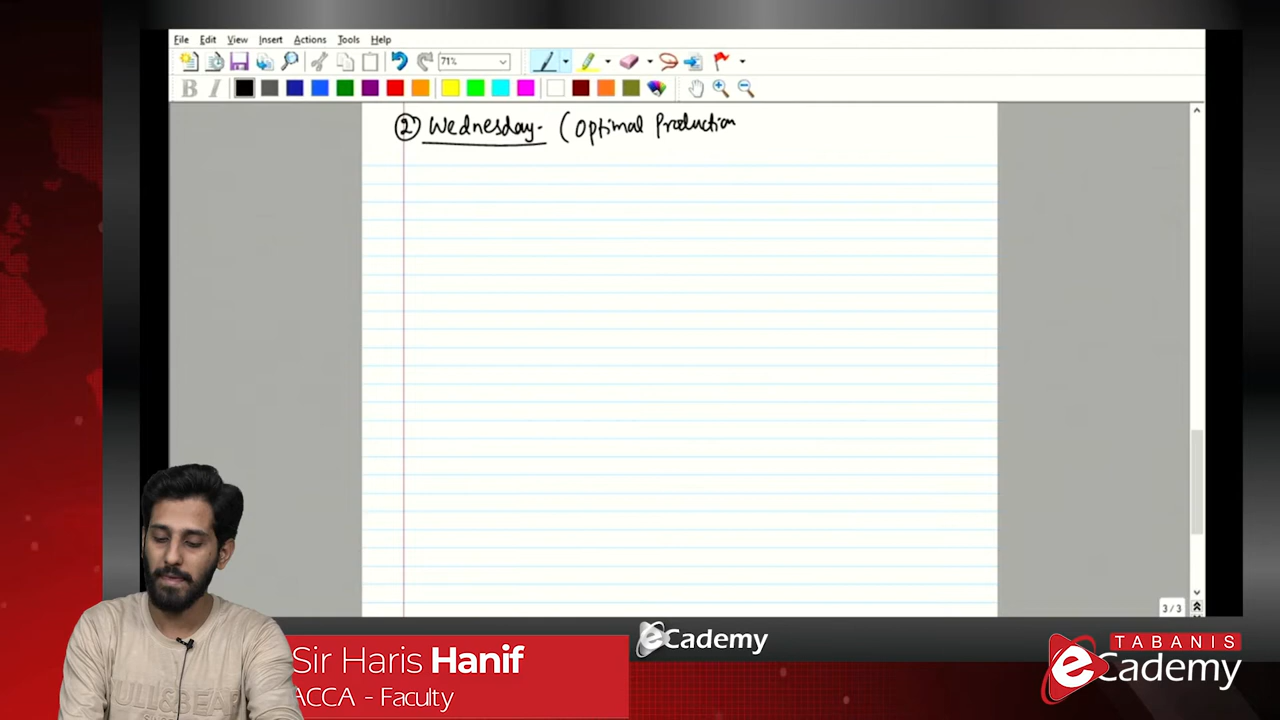 File Edit View Insert Actions Tools Help
71%
B I
② Wednesday- (Optimal Production
3 / 3
Sir Haris Hanif
ACCA - Faculty
eCademy
TABANIS
eCademy